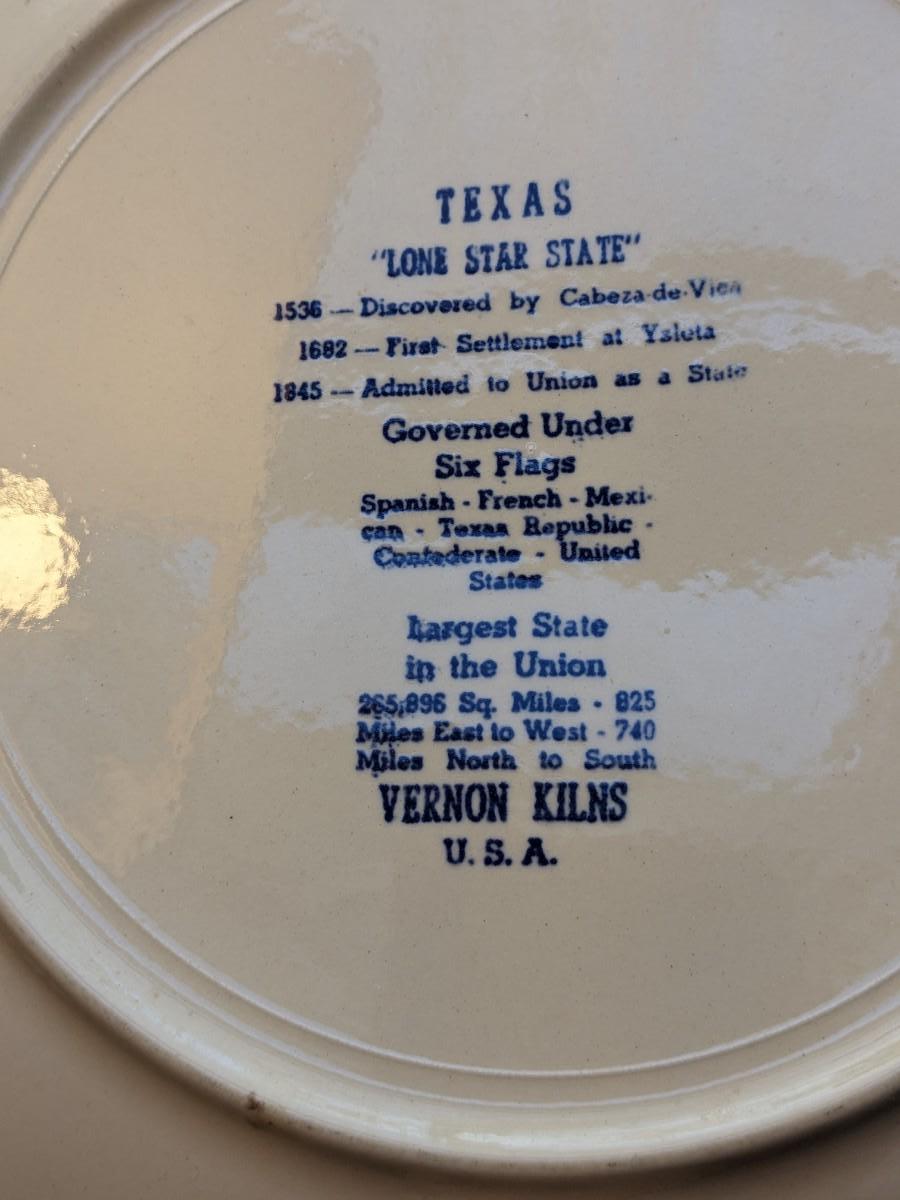 TEXAS
"LONE STAR STATE"
1536 — Discovered by Cabeza-de-Vica
1682 — First Settlement at Ysleta
1845 — Admitted to Union as a State
Governed Under
Six Flags
Spanish - French - Mexi-
can - Texas Republic -
Confederate - United
States
Largest State
in the Union
265,896 Sq. Miles - 825
Miles East to West - 740
Miles North to South
VERNON KILNS
U. S. A.